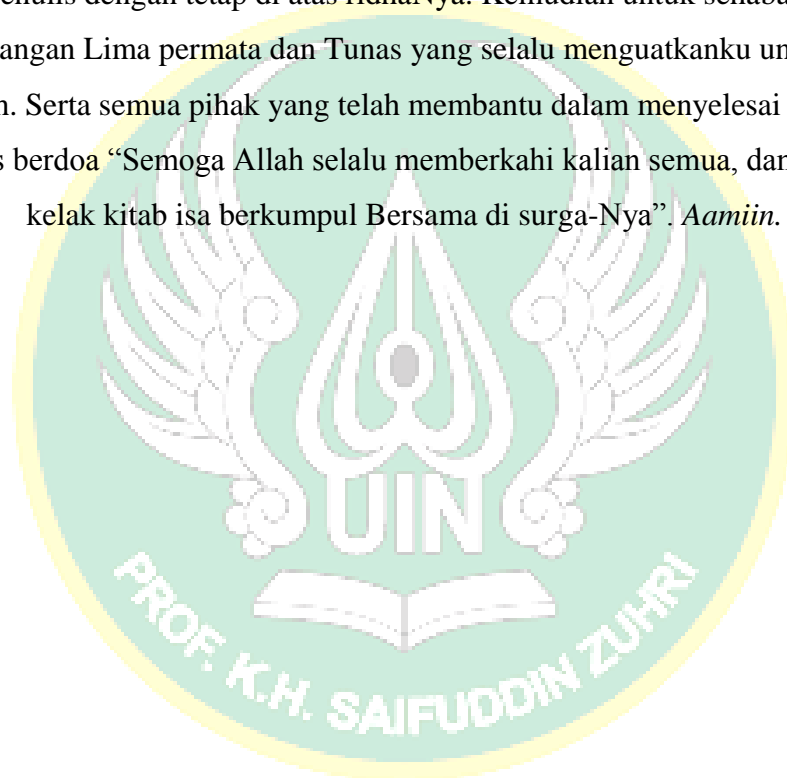 enulis dengan tetap di atas ridhaNya. Kemudian untuk sehaba
angan Lima permata dan Tunas yang selalu menguatkanku un
n. Serta semua pihak yang telah membantu dalam menyelesai
s berdoa “Semoga Allah selalu memberkahi kalian semua, dan
kelak kitab isa berkumpul Bersama di surga-Nya”. Aamiin.
UIN
PROF. K.H. SAIFUDDIN ZUHRI